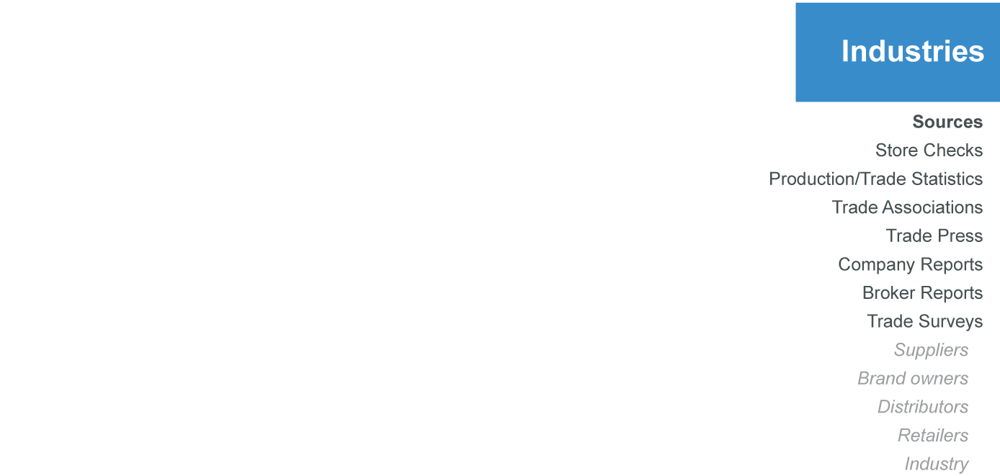 Industries
Sources
Store Checks
Production/Trade Statistics
Trade Associations
Trade Press
Company Reports
Broker Reports
Trade Surveys
Suppliers
Brand owners
Distributors
Retailers
Industry